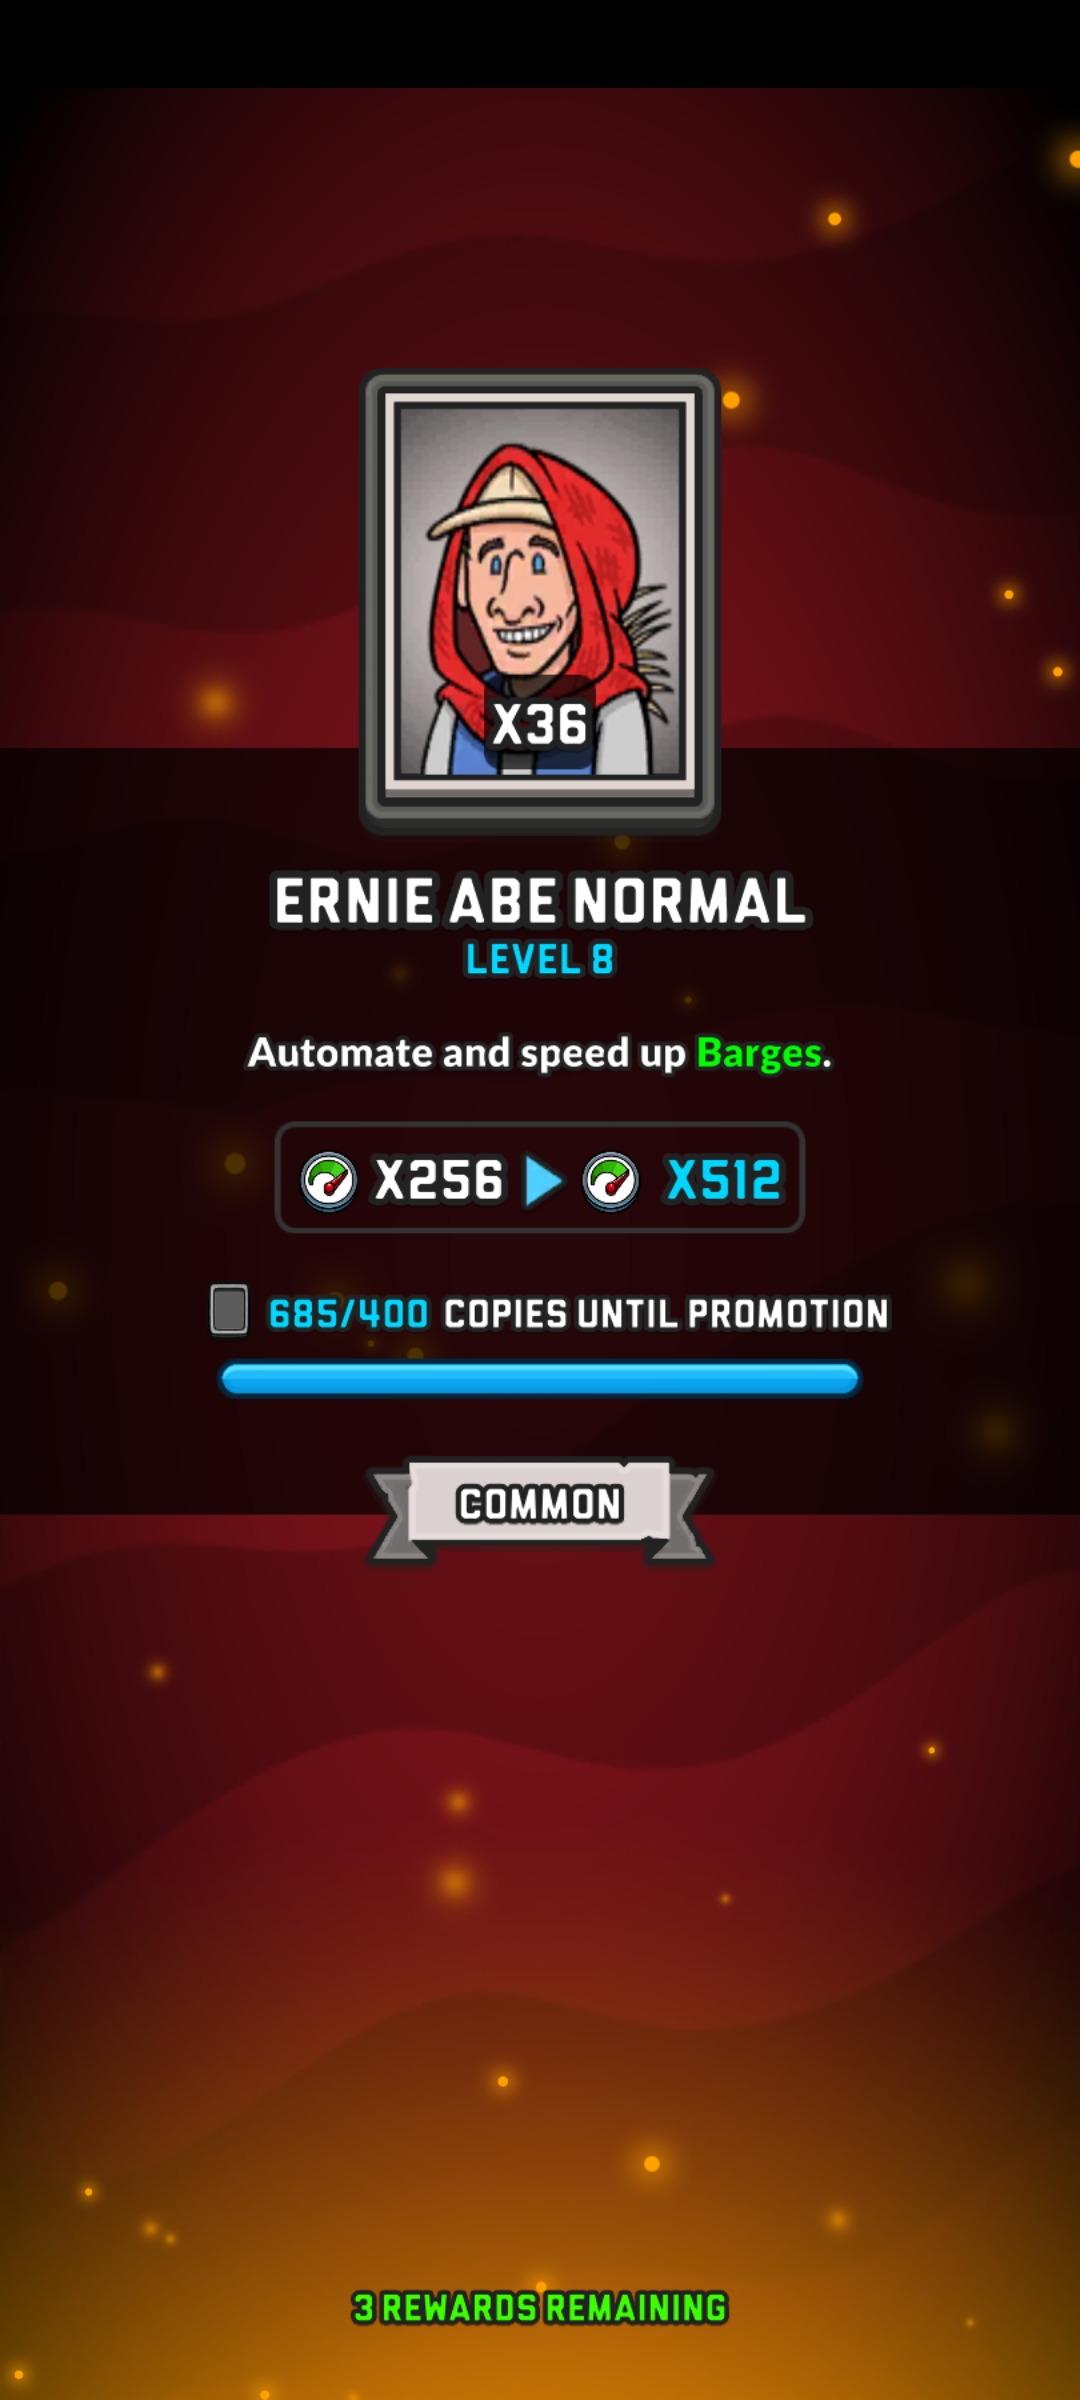 X36
ERNIE ABE NORMAL
LEVEL 8
Automate and speed up Barges.
X256 X512
685/400 COPIES UNTIL PROMOTION
COMMON
3 REWARDS REMAINING